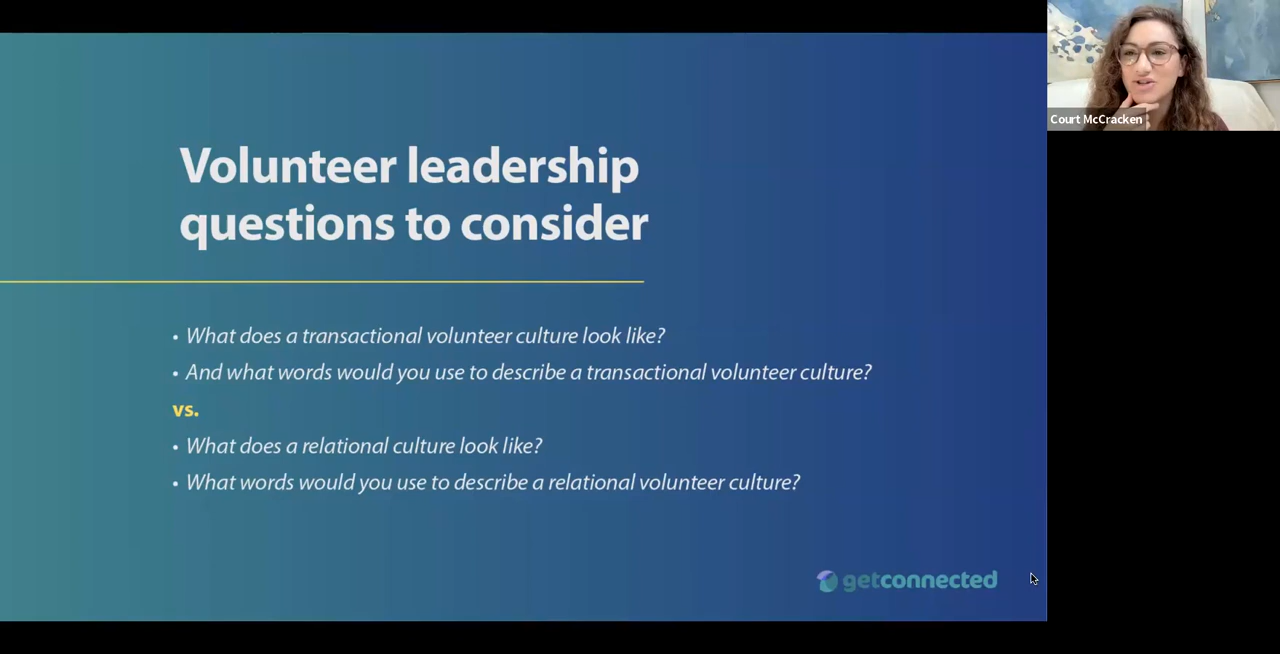 Volunteer leadership
questions to consider
• What does a transactional volunteer culture look like?
• And what words would you use to describe a transactional volunteer culture?
vs.
• What does a relational culture look like?
• What words would you use to describe a relational volunteer culture?
getconnected
Court McCracken